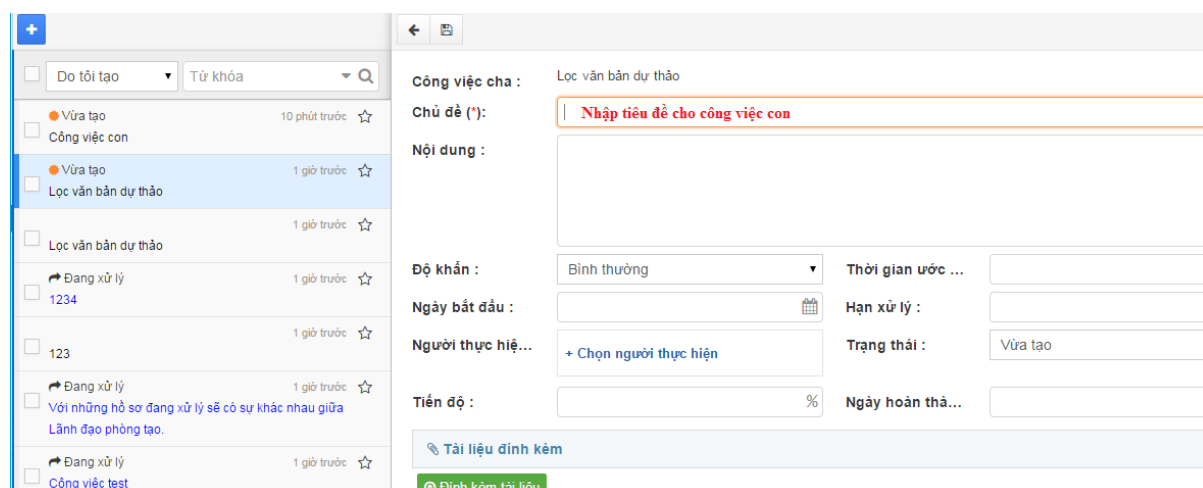 +
Do tôi tạo
Từ khóa
Vừa tạo
10 phút trước
Công việc con
Vừa tạo
1 giờ trước
Lọc văn bản dự thảo
1 giờ trước
Lọc văn bản dự thảo
Đang xử lý
1 giờ trước
1234
1 giờ trước
123
Đang xử lý
1 giờ trước
Với những hồ sơ đang xử lý sẽ có sự khác nhau giữa
Lãnh đạo phòng tạo.
Đang xử lý
1 giờ trước
Công việc test
Công việc cha :
Lọc văn bản dự thảo
Chủ đề (*):
Nhập tiêu đề cho công việc con
Nội dung :
Độ khẩn :
Bình thường
Thời gian ước ...
Ngày bắt đầu :
Hạn xử lý :
Người thực hiệ...
+ Chọn người thực hiện
Trạng thái :
Vừa tạo
Tiến độ :
%
Ngày hoàn thà...
Tài liệu đính kèm
Đính kèm tài liệu